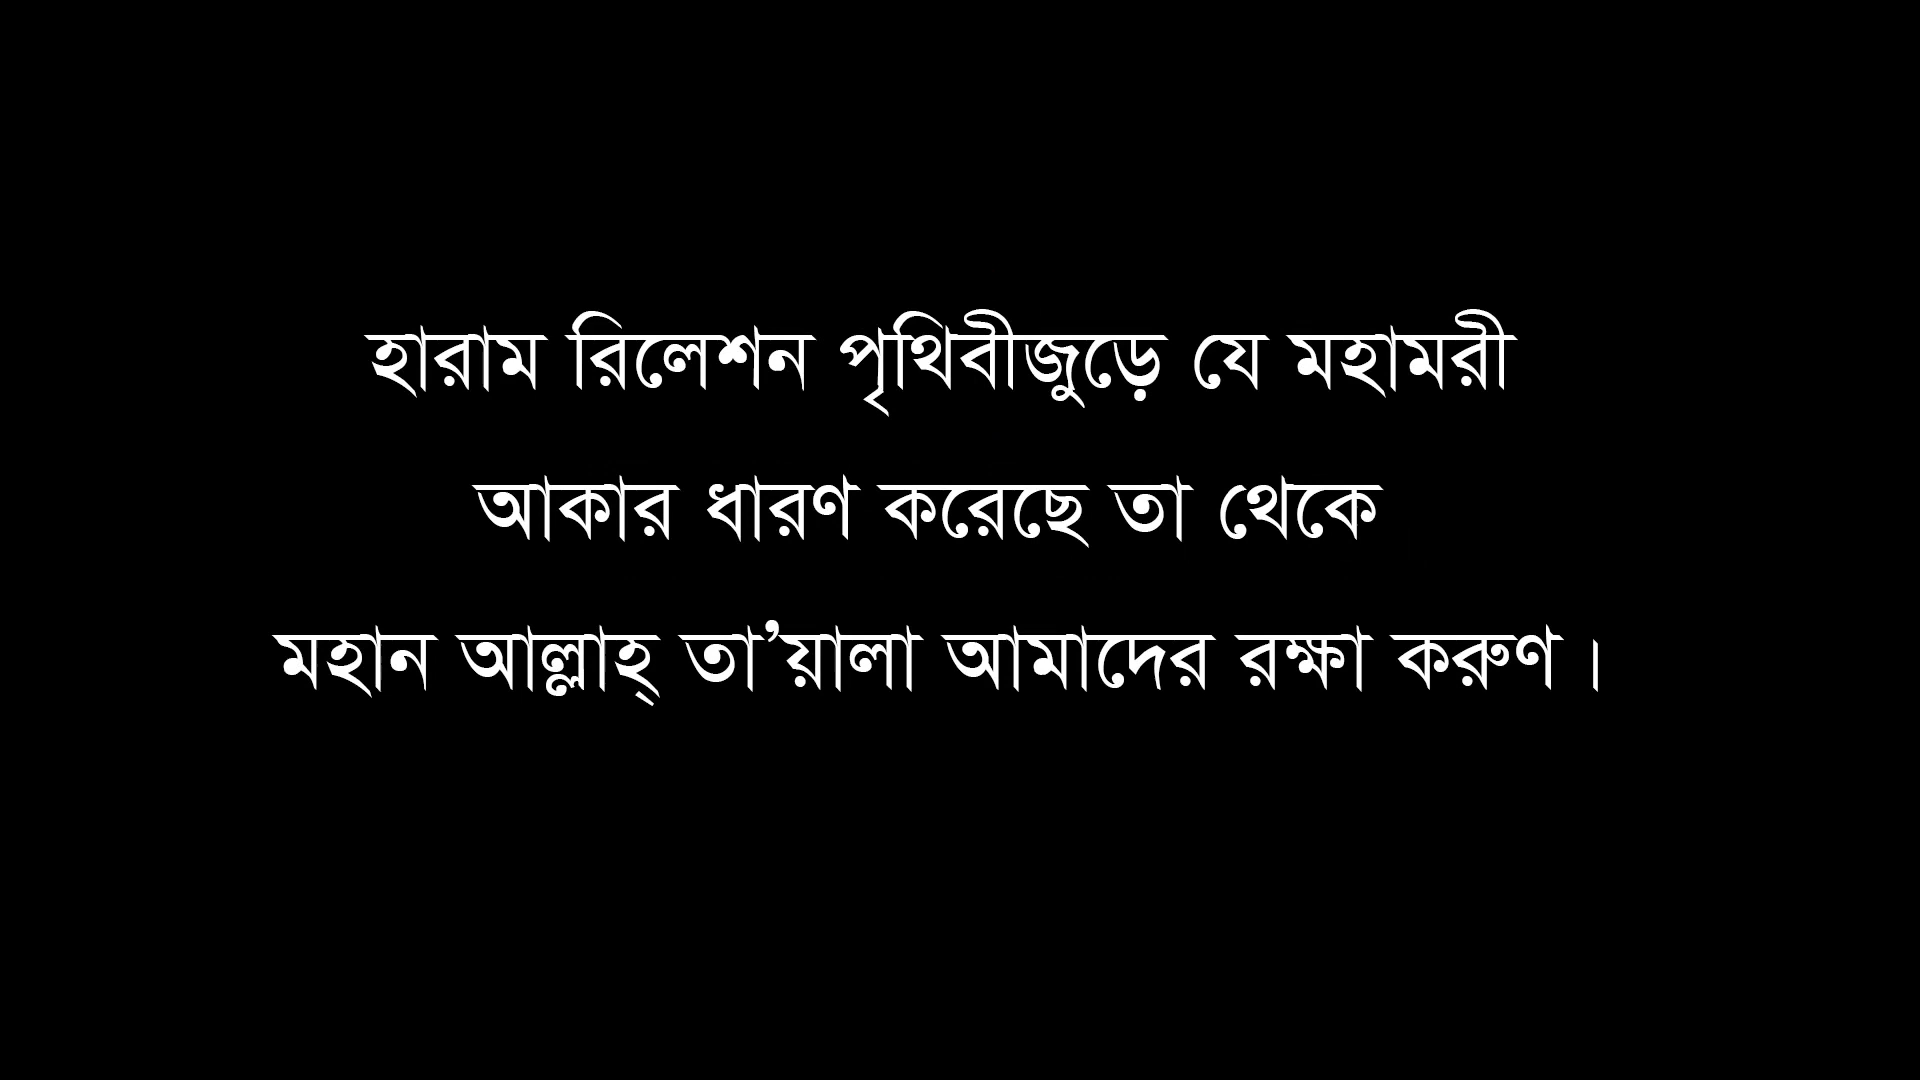 হারাম রিলেশন পৃথিবীজুড়ে যে মহামরী
আকার ধারণ করেছে তা থেকে
মহান আল্লাহ্ তা’য়ালা আমাদের রক্ষা করুণ।